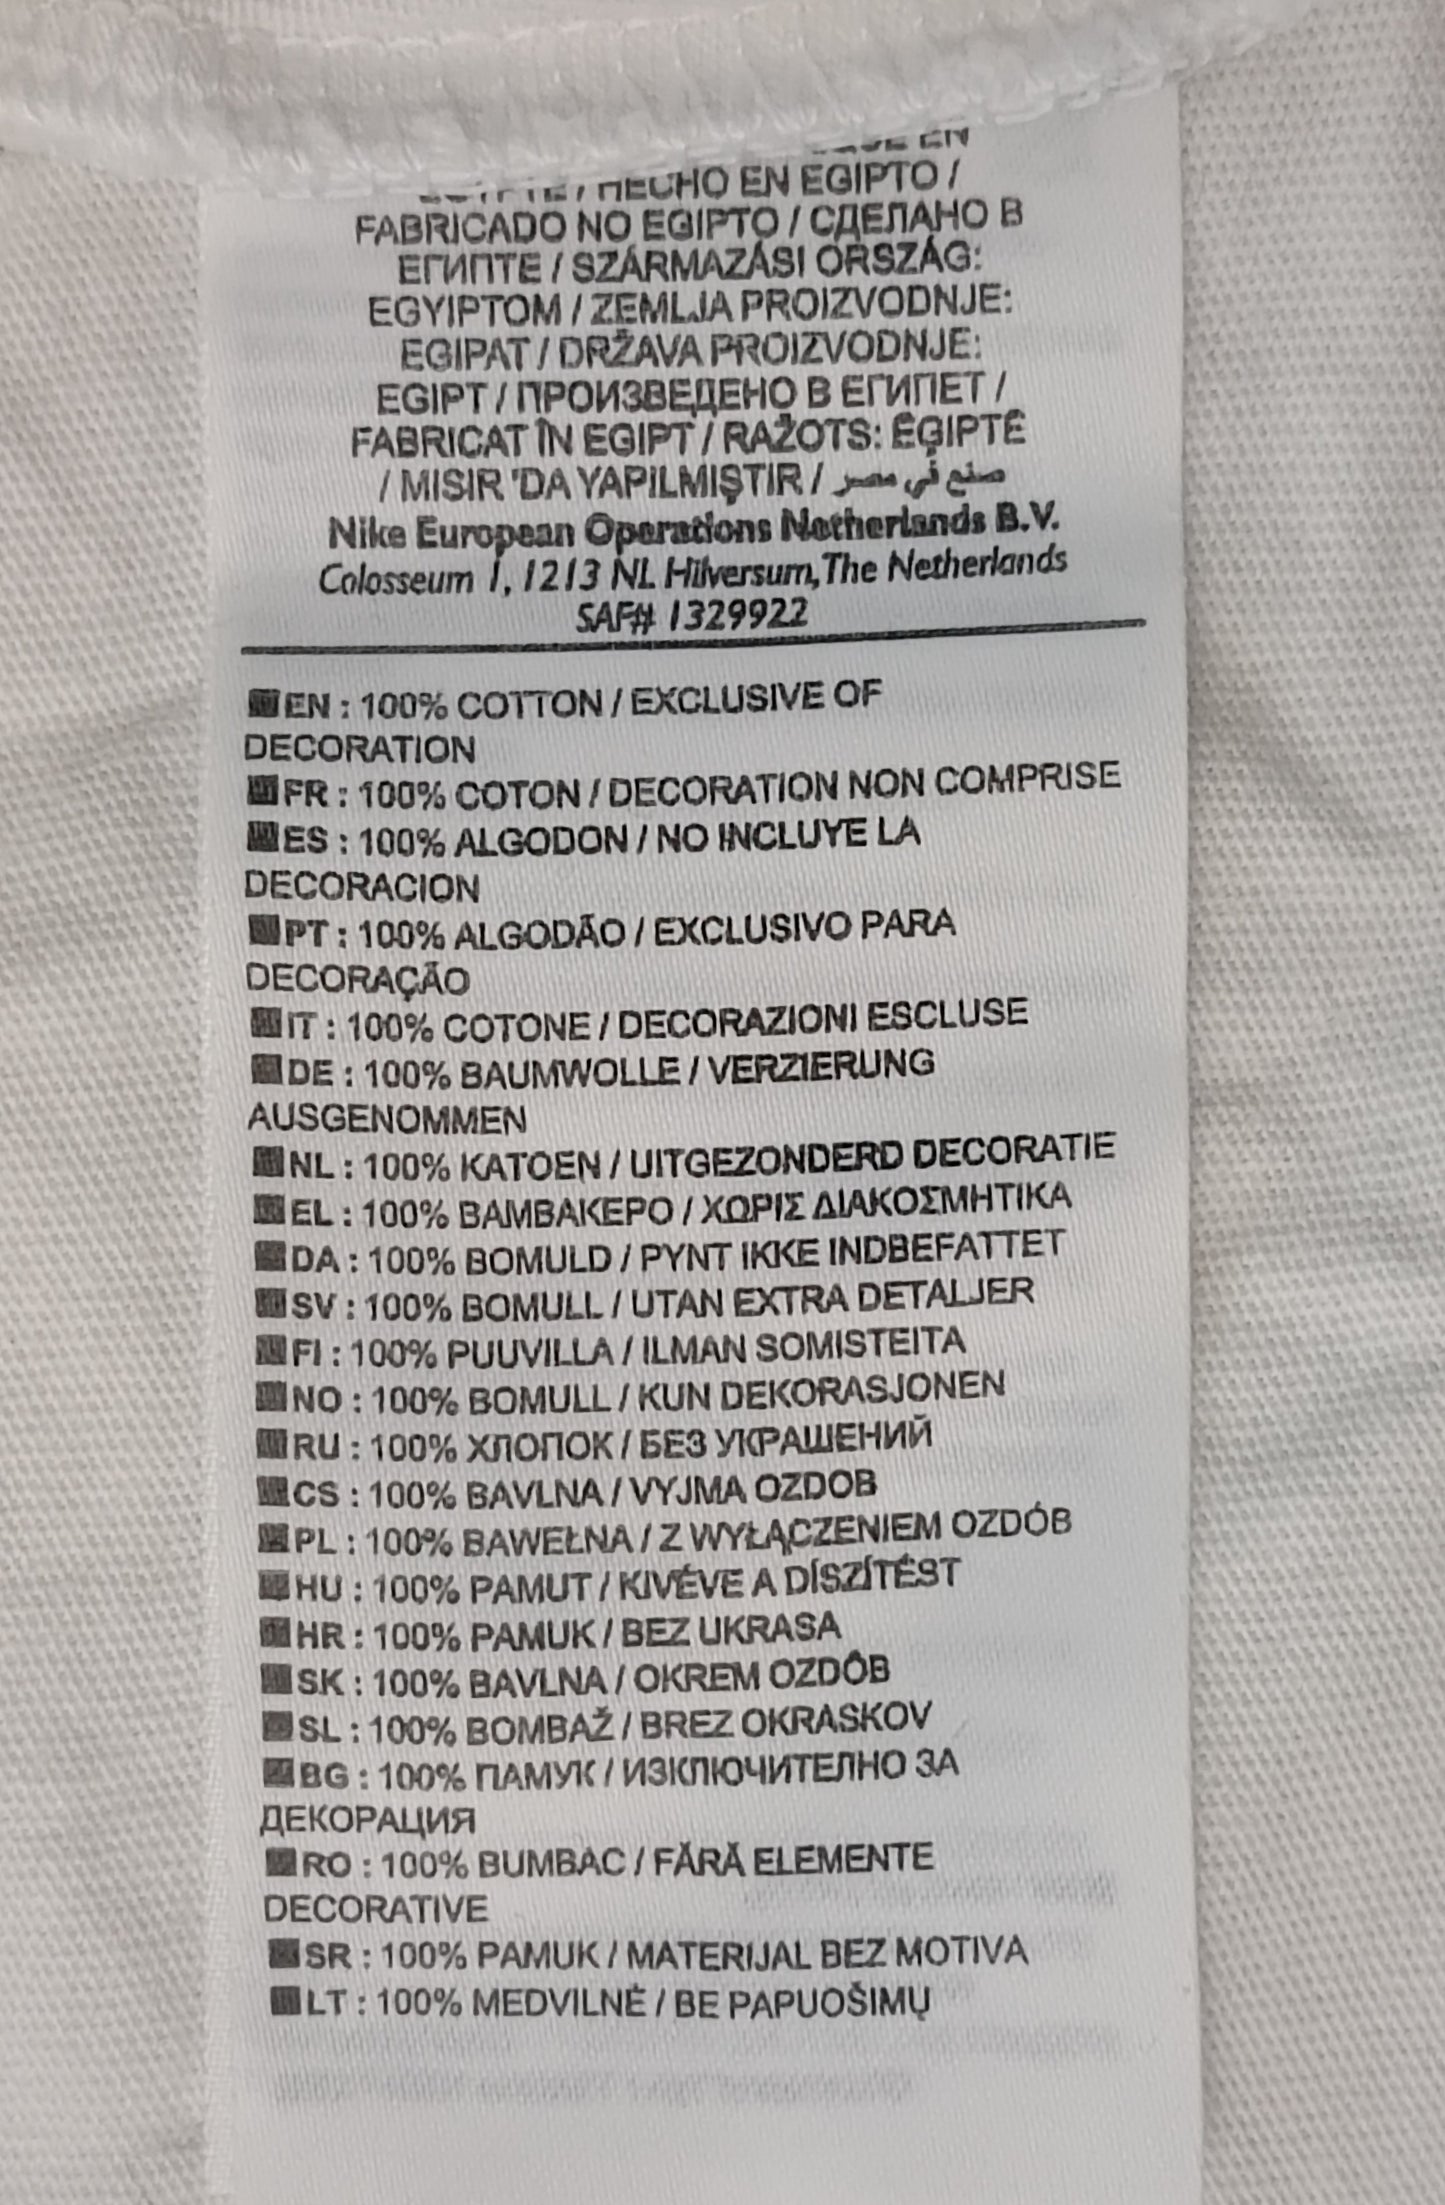 EN
/ HECHO EN EGIPTO /
FABRICADO NO EGIPTO / СДЕЛАНО В
ЕГИПТЕ / SZÁRMAZÁSI ORSZÁG:
EGYIPTOM / ZEMLJA PROIZVODNJE:
EGIPAT / DRŽAVA PROIZVODNJE:
EGIPT / ПРОИЗВЕДЕНО В ЕГИПЕТ /
FABRICAT ÎN EGIPT / RAŽOTS: ĒĢIPTĒ
/ MISIR 'DA YAPILMIŞTIR / صنع في مصر
Nike European Operations Netherlands B.V.
Colosseum 1, 1213 NL Hilversum, The Netherlands
SAF# 1329922
EN : 100% COTTON / EXCLUSIVE OF
DECORATION
FR : 100% COTON / DECORATION NON COMPRISE
ES : 100% ALGODON / NO INCLUYE LA
DECORACION
PT : 100% ALGODÃO / EXCLUSIVO PARA
DECORAÇÃO
IT : 100% COTONE / DECORAZIONI ESCLUSE
DE : 100% BAUMWOLLE / VERZIERUNG
AUSGENOMMEN
NL : 100% KATOEN / UITGEZONDERD DECORATIE
EL : 100% ΒΑΜΒΑΚΕΡΟ / ΧΩΡΙΣ ΔΙΑΚΟΣΜΗΤΙΚΑ
DA : 100% BOMULD / PYNT IKKE INDBEFATTET
SV : 100% BOMULL / UTAN EXTRA DETALJER
FI : 100% PUUVILLA / ILMAN SOMISTEITA
NO : 100% BOMULL / KUN DEKORASJONEN
RU : 100% ХЛОПОК / БЕЗ УКРАШЕНИЙ
CS : 100% BAVLNA / VYJMA OZDOB
PL : 100% BAWEŁNA / Z WYŁĄCZENIEM OZDÓB
HU : 100% PAMUT / KIVÉVE A DÍSZÍTÉST
HR : 100% PAMUK / BEZ UKRASA
SK : 100% BAVLNA / OKREM OZDÔB
SL : 100% BOMBAŽ / BREZ OKRASKOV
BG : 100% ПАМУК / ИЗКЛЮЧИТЕЛНО ЗА
ДЕКОРАЦИЯ
RO : 100% BUMBAC / FĂRĂ ELEMENTE
DECORATIVE
SR : 100% PAMUK / MATERIJAL BEZ MOTIVA
LT : 100% MEDVILNĖ / BE PAPUOŠIMŲ